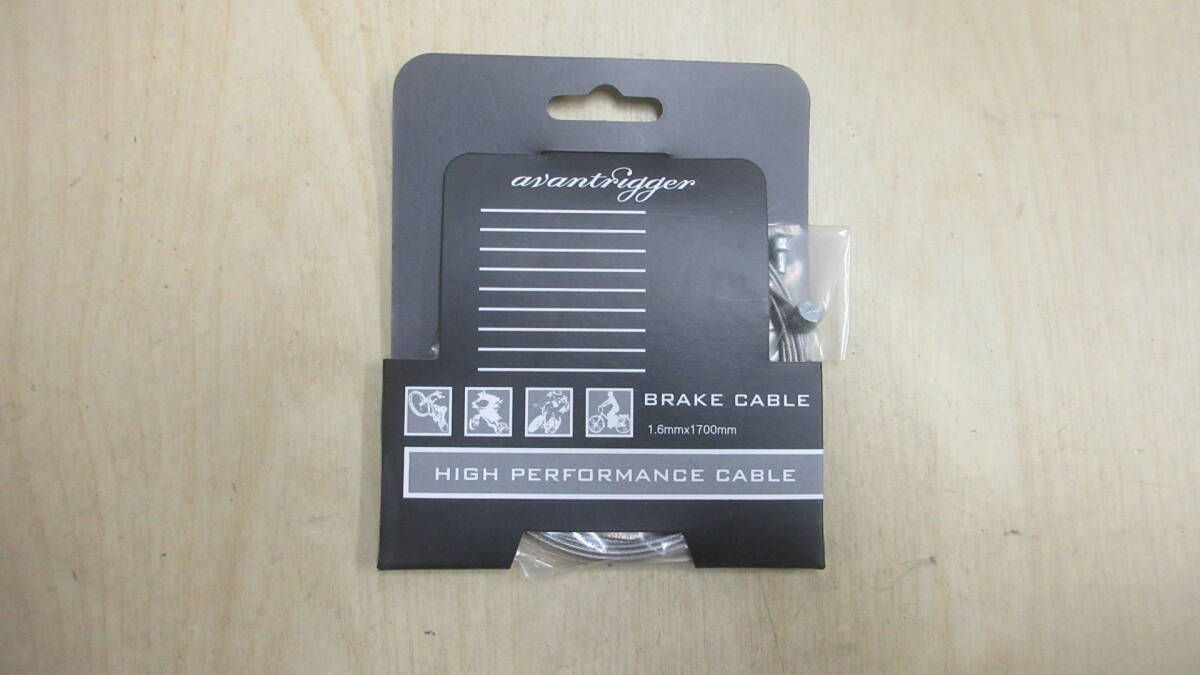 avantrigger
BRAKE CABLE
1.6mmx1700mm
HIGH PERFORMANCE CABLE